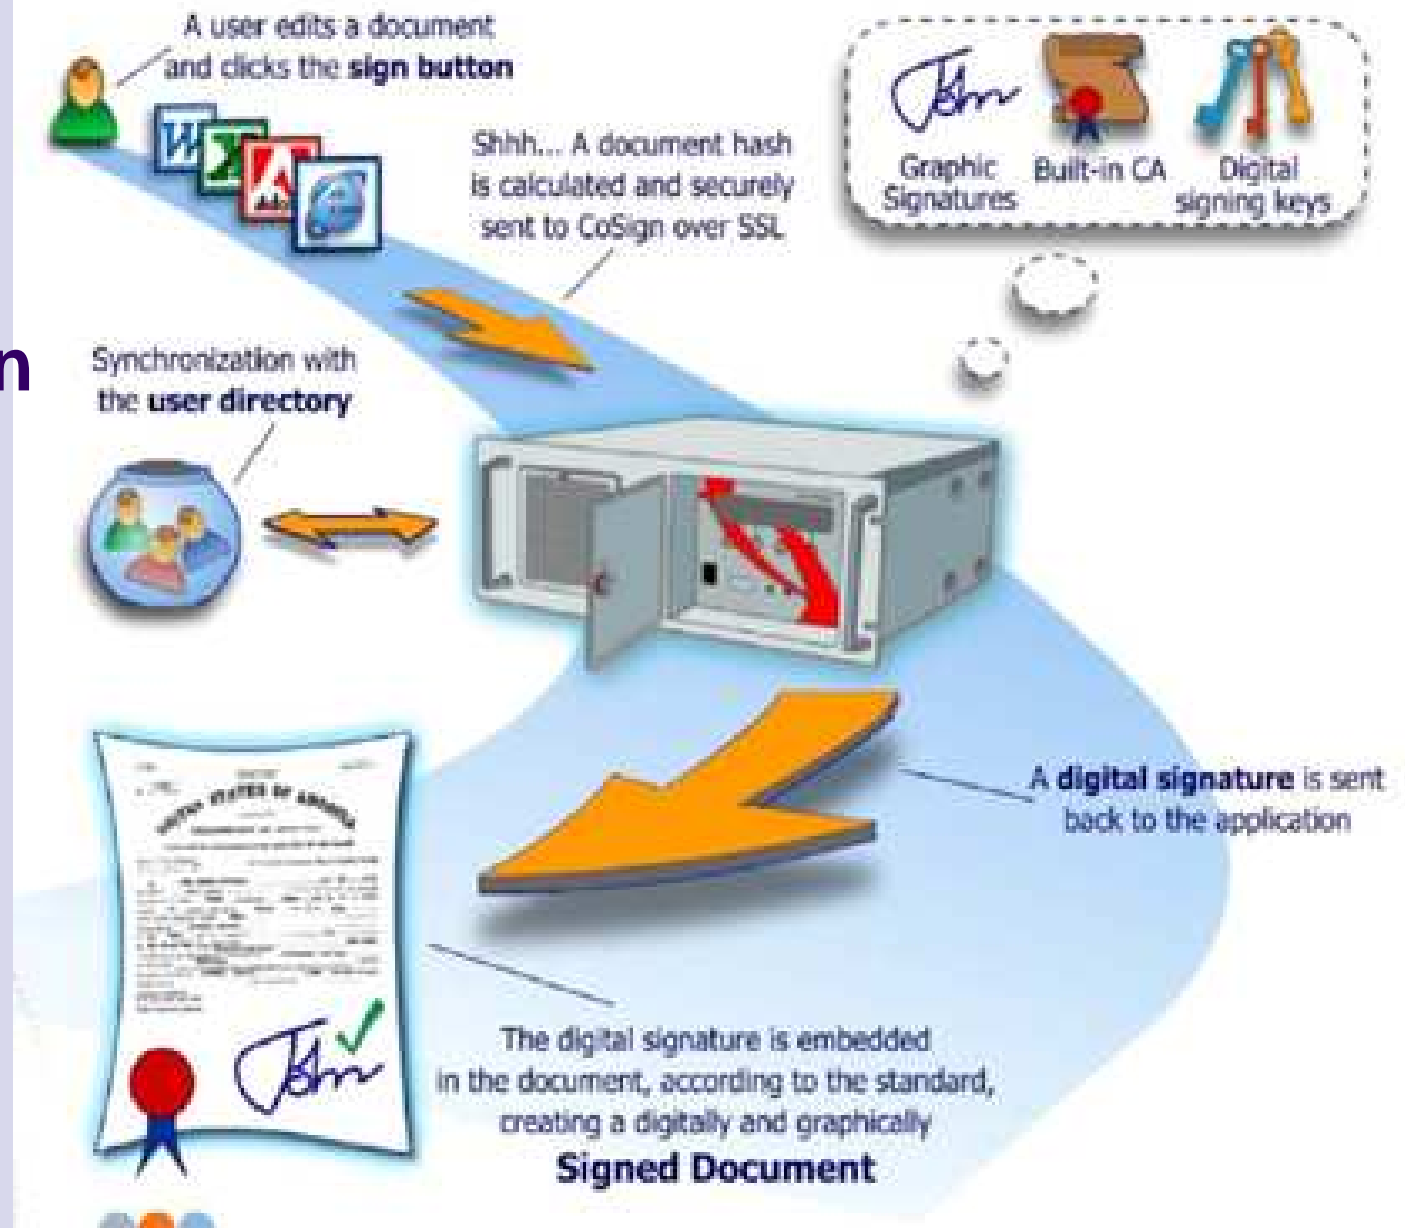 A user edits a document
and clicks the sign button
Shhh... A document hash
is calculated and securely
sent to CoSign over SSL
Graphic
Signatures
Built-in CA
Digital
signing keys
n
Synchronization with
the user directory
A digital signature is sent
back to the application
John
The digital signature is embedded
in the document, according to the standard,
creating a digitally and graphically
Signed Document